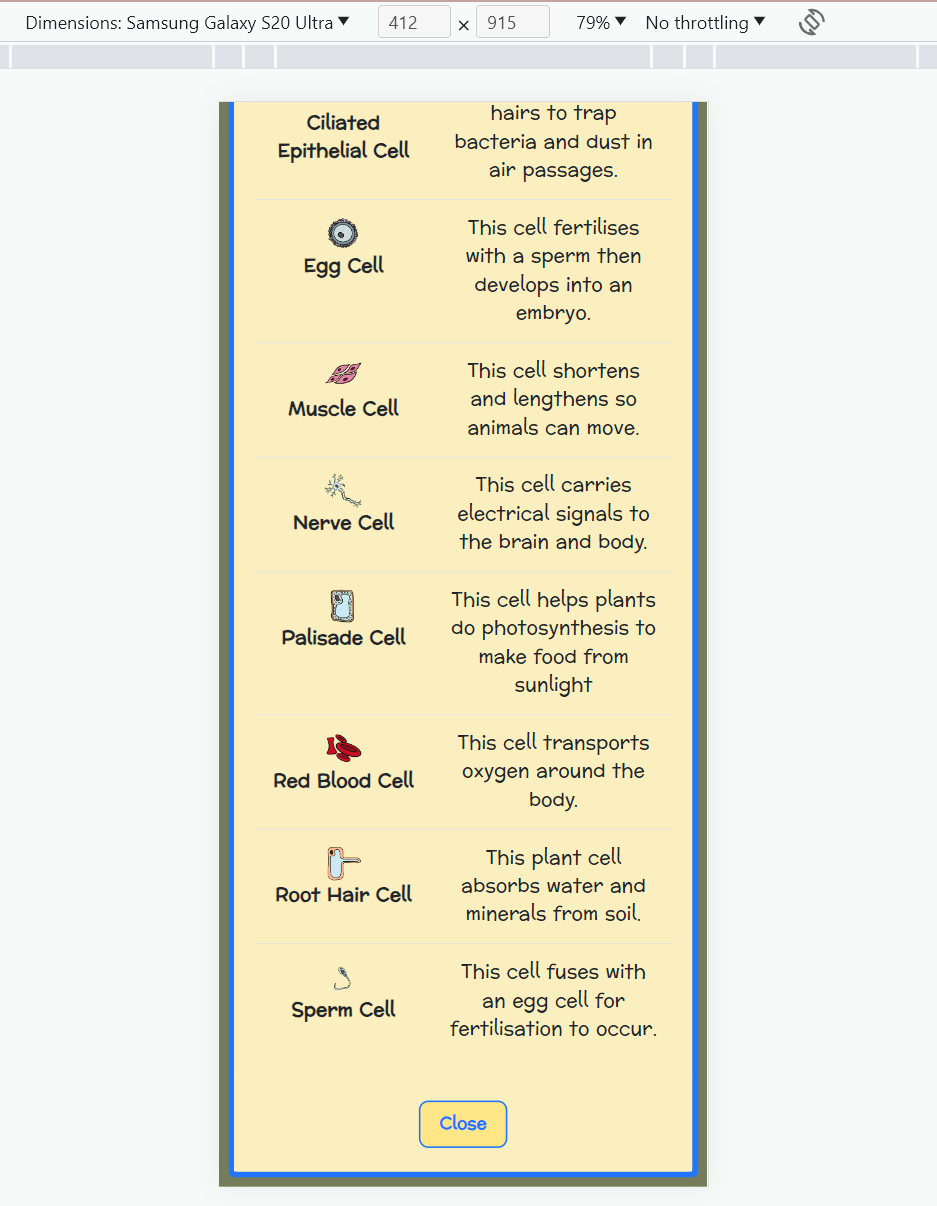 Dimensions: Samsung Galaxy S20 Ultra ▼ 412 × 915 79% ▼ No throttling ▼
Ciliated
Epithelial Cell
hairs to trap
bacteria and dust in
air passages.
Egg Cell
This cell fertilises
with a sperm then
develops into an
embryo.
Muscle Cell
This cell shortens
and lengthens so
animals can move.
Nerve Cell
This cell carries
electrical signals to
the brain and body.
Palisade Cell
This cell helps plants
do photosynthesis to
make food from
sunlight
Red Blood Cell
This cell transports
oxygen around the
body.
Root Hair Cell
This plant cell
absorbs water and
minerals from soil.
Sperm Cell
This cell fuses with
an egg cell for
fertilisation to occur.
Close